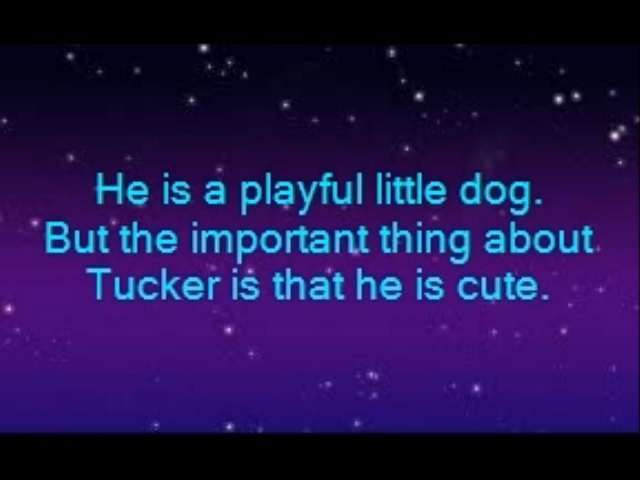 He is a playful little dog.
But the important thing about
Tucker is that he is cute.